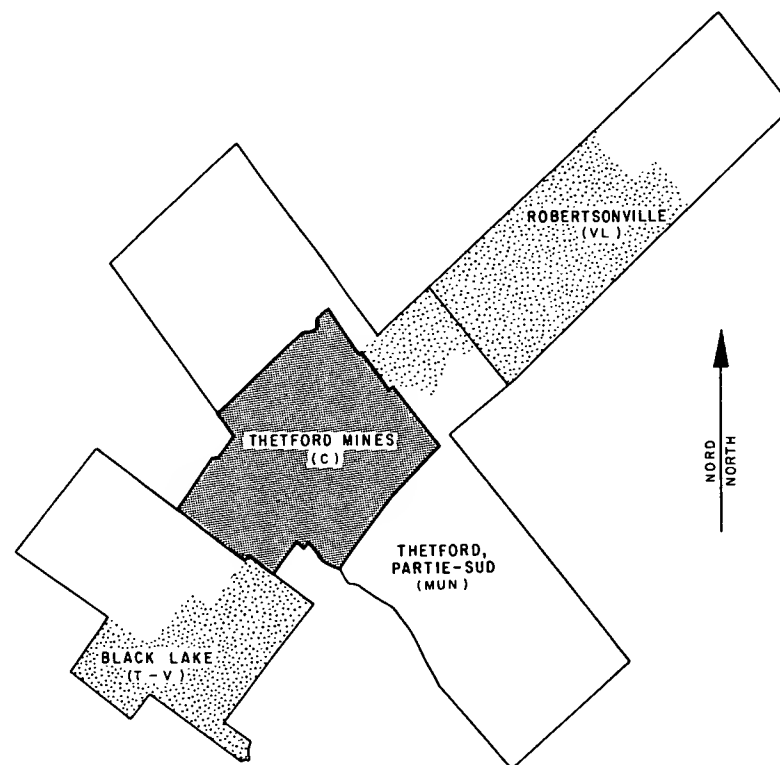 ROBERTSONVILLE
(VL)
THETFORD MINES
(C)
NORD
NORTH
THETFORD,
PARTIE-SUD
(MUN)
BLACK LAKE
(T-V)